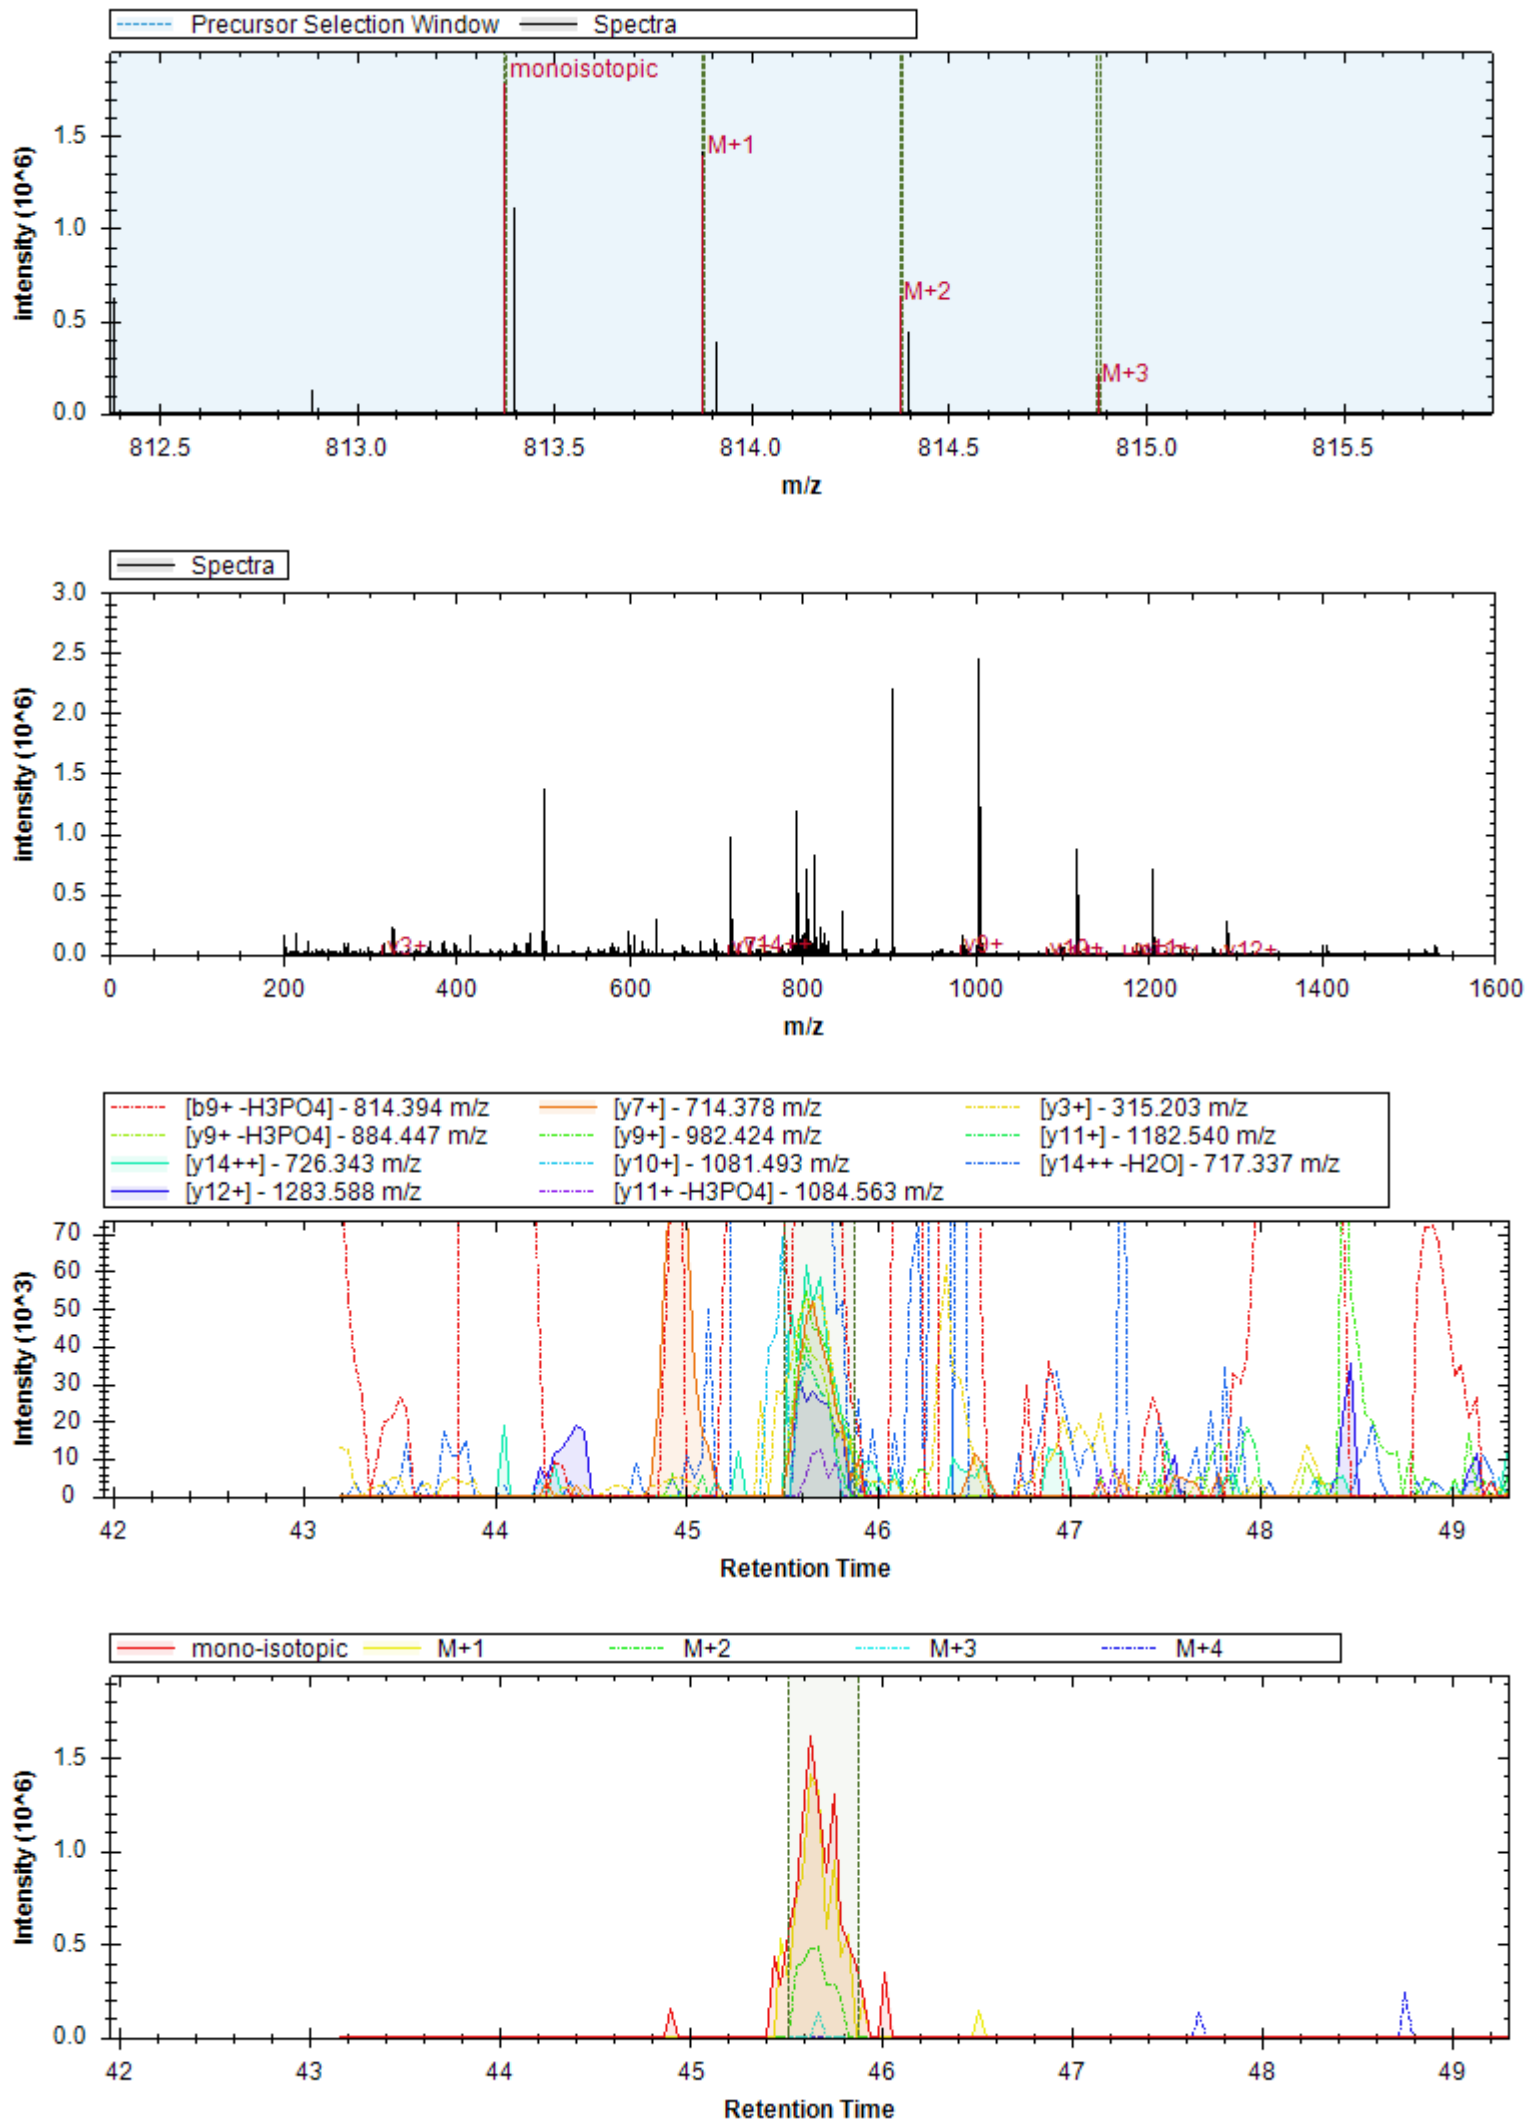 Precursor Selection Window Spectra
monoisotopic
M+1
M+2
M+3
intensity (10^6)
1.5
1.0
0.5
0.0
812.5 813.0 813.5 814.0 814.5 815.0 815.5
m/z
Spectra
intensity (10^6)
3.0
2.5
2.0
1.5
1.0
0.5
0.0
y3+ y9+ y12+
0 200 400 600 800 1000 1200 1400 1600
m/z
[b9+ -H3PO4] - 814.394 m/z [y7+] - 714.378 m/z [y3+] - 315.203 m/z
[y9+ -H3PO4] - 884.447 m/z [y9+] - 982.424 m/z [y11+] - 1182.540 m/z
[y14++] - 726.343 m/z [y10+] - 1081.493 m/z [y14++ -H2O] - 717.337 m/z
[y12+] - 1283.588 m/z [y11+ -H3PO4] - 1084.563 m/z
Intensity (10^3)
70
60
50
40
30
20
10
0
42 43 44 45 46 47 48 49
Retention Time
mono-isotopic M+1 M+2 M+3 M+4
Intensity (10^6)
1.5
1.0
0.5
0.0
42 43 44 45 46 47 48 49
Retention Time